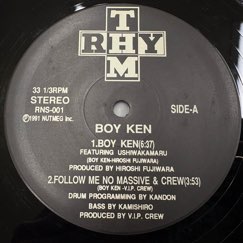 RHYTHM
33 1/3RPM
STEREO
RNS-001
©1991 NUTMEG Inc.
SIDE-A
BOY KEN
1.BOY KEN(6:37)
FEATURING USHIWAKAMARU
(BOY KEN-HIROSHI FUJIWARA)
PRODUCED BY HIROSHI FUJIWARA
2.FOLLOW ME NO MASSIVE & CREW(3:53)
(BOY KEN –V.I.P. CREW)
DRUM PROGRAMMING BY KANDON
BASS BY KAMISHIRO
PRODUCED BY V.I.P. CREW